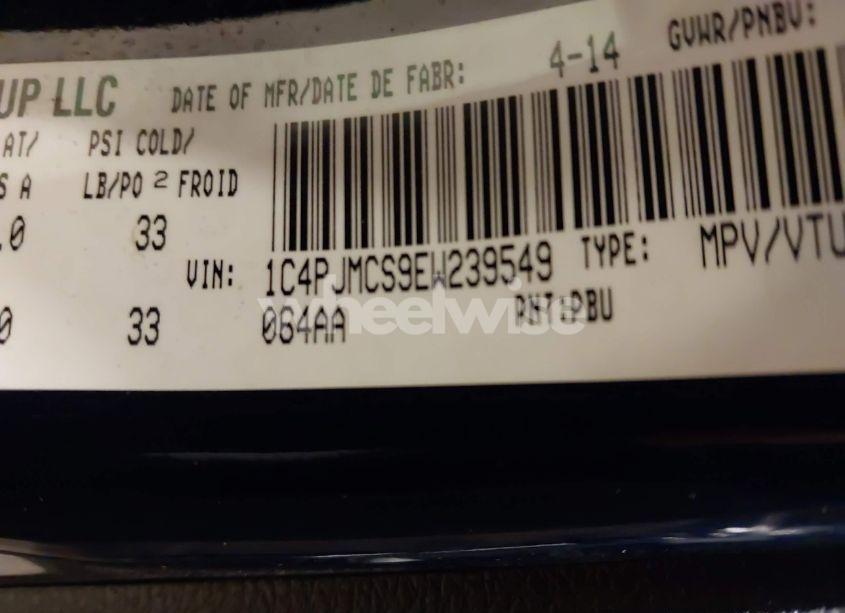 UP LLC DATE OF MFR/DATE DE FABR: 4-14 GVWR/PNBV:
AT/ PSI COLD/
S A LB/PO 2 FROID
.0 33
VIN: 1C4PJMCS9EW239549 TYPE: MPV/VTU
0 33 064AA PNT:PBU
wheelwise